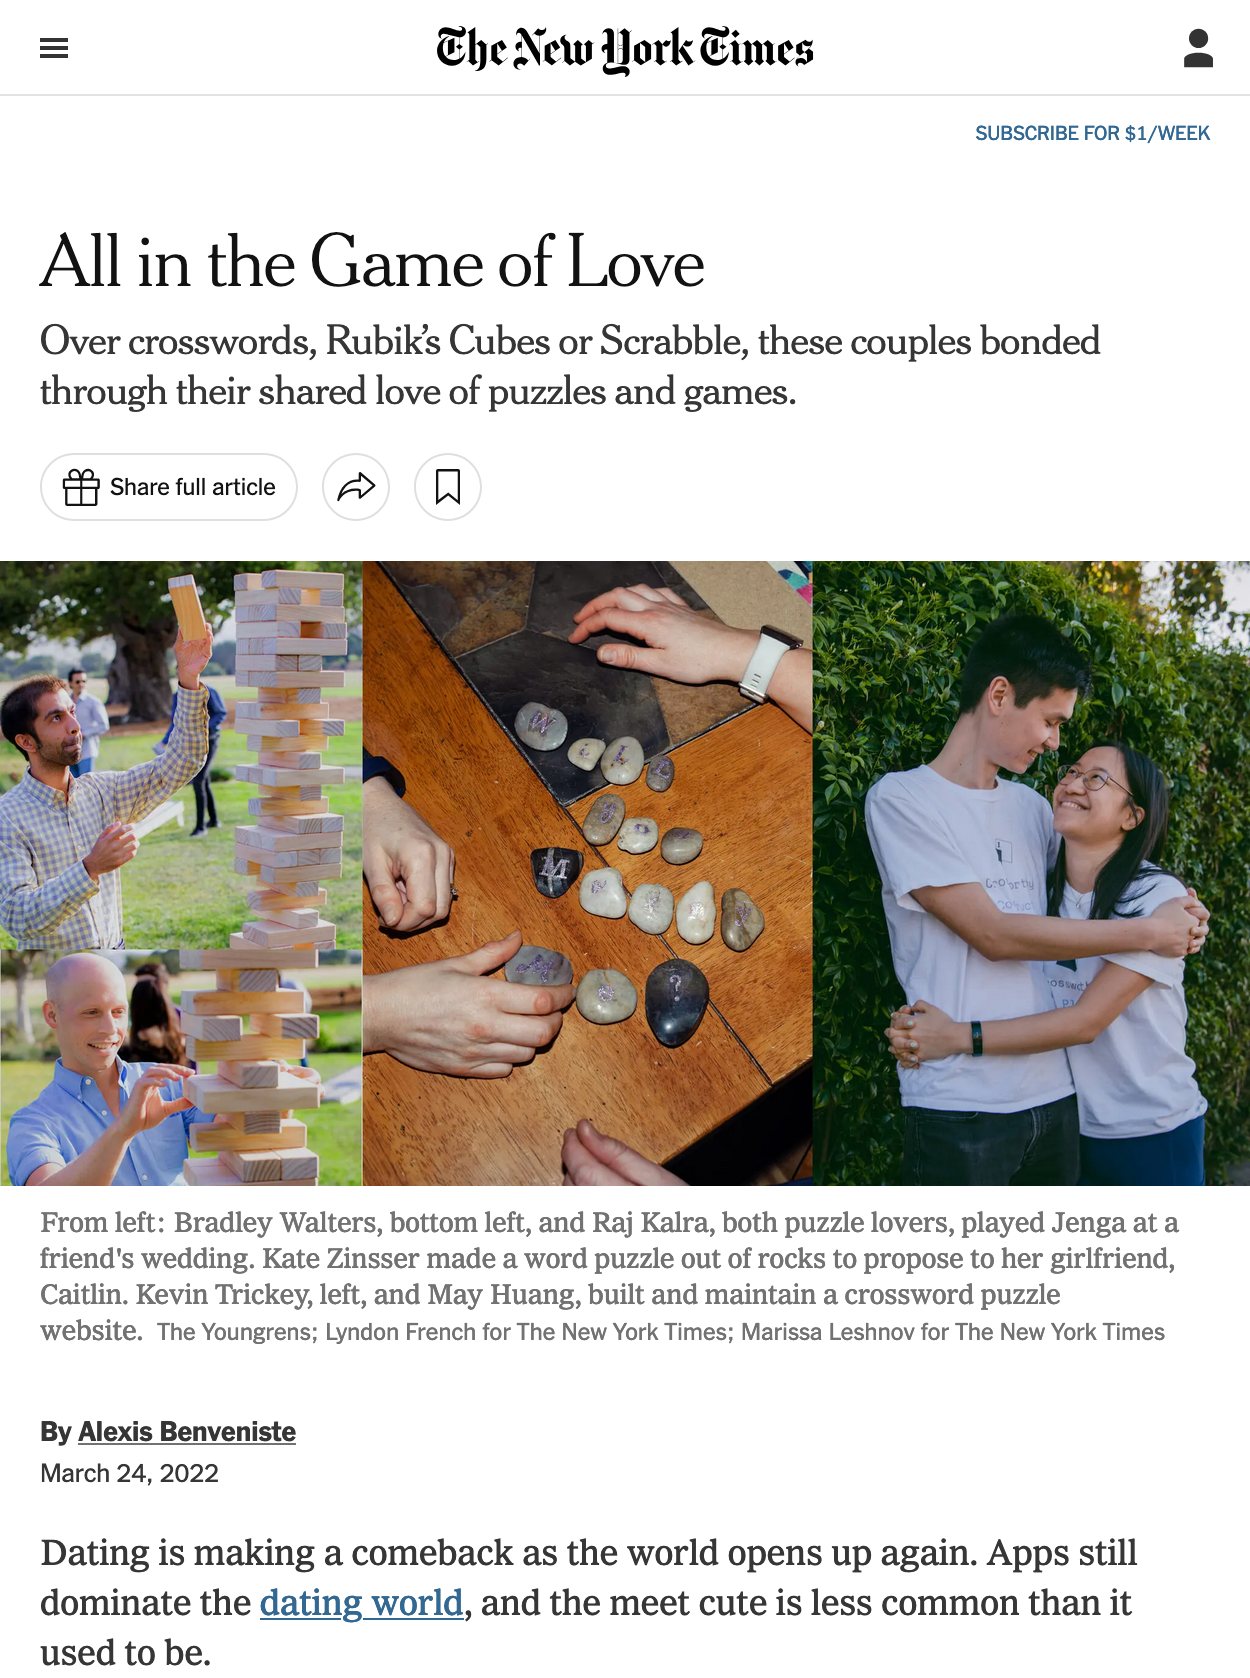 The New York Times
SUBSCRIBE FOR $1/WEEK
All in the Game of Love
Over crosswords, Rubik’s Cubes or Scrabble, these couples bonded
through their shared love of puzzles and games.
Share full article
W I L L
Y O U
M A R R Y
M E ?
From left: Bradley Walters, bottom left, and Raj Kalra, both puzzle lovers, played Jenga at a
friend's wedding. Kate Zinsser made a word puzzle out of rocks to propose to her girlfriend,
Caitlin. Kevin Trickey, left, and May Huang, built and maintain a crossword puzzle
website. The Youngrens; Lyndon French for The New York Times; Marissa Leshnov for The New York Times
By Alexis Benveniste
March 24, 2022
Dating is making a comeback as the world opens up again. Apps still
dominate the dating world, and the meet cute is less common than it
used to be.